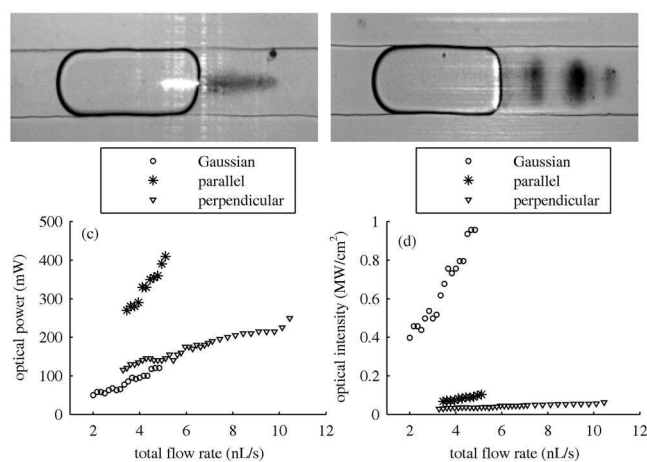 Gaussian
parallel
perpendicular
Gaussian
parallel
perpendicular
(c)
500
400
300
200
100
0
optical power (mW)
2 4 6 8 10 12
total flow rate (nL/s)
(d)
1
0.8
0.6
0.4
0.2
0
optical intensity (MW/cm²)
0 2 4 6 8 10 12
total flow rate (nL/s)